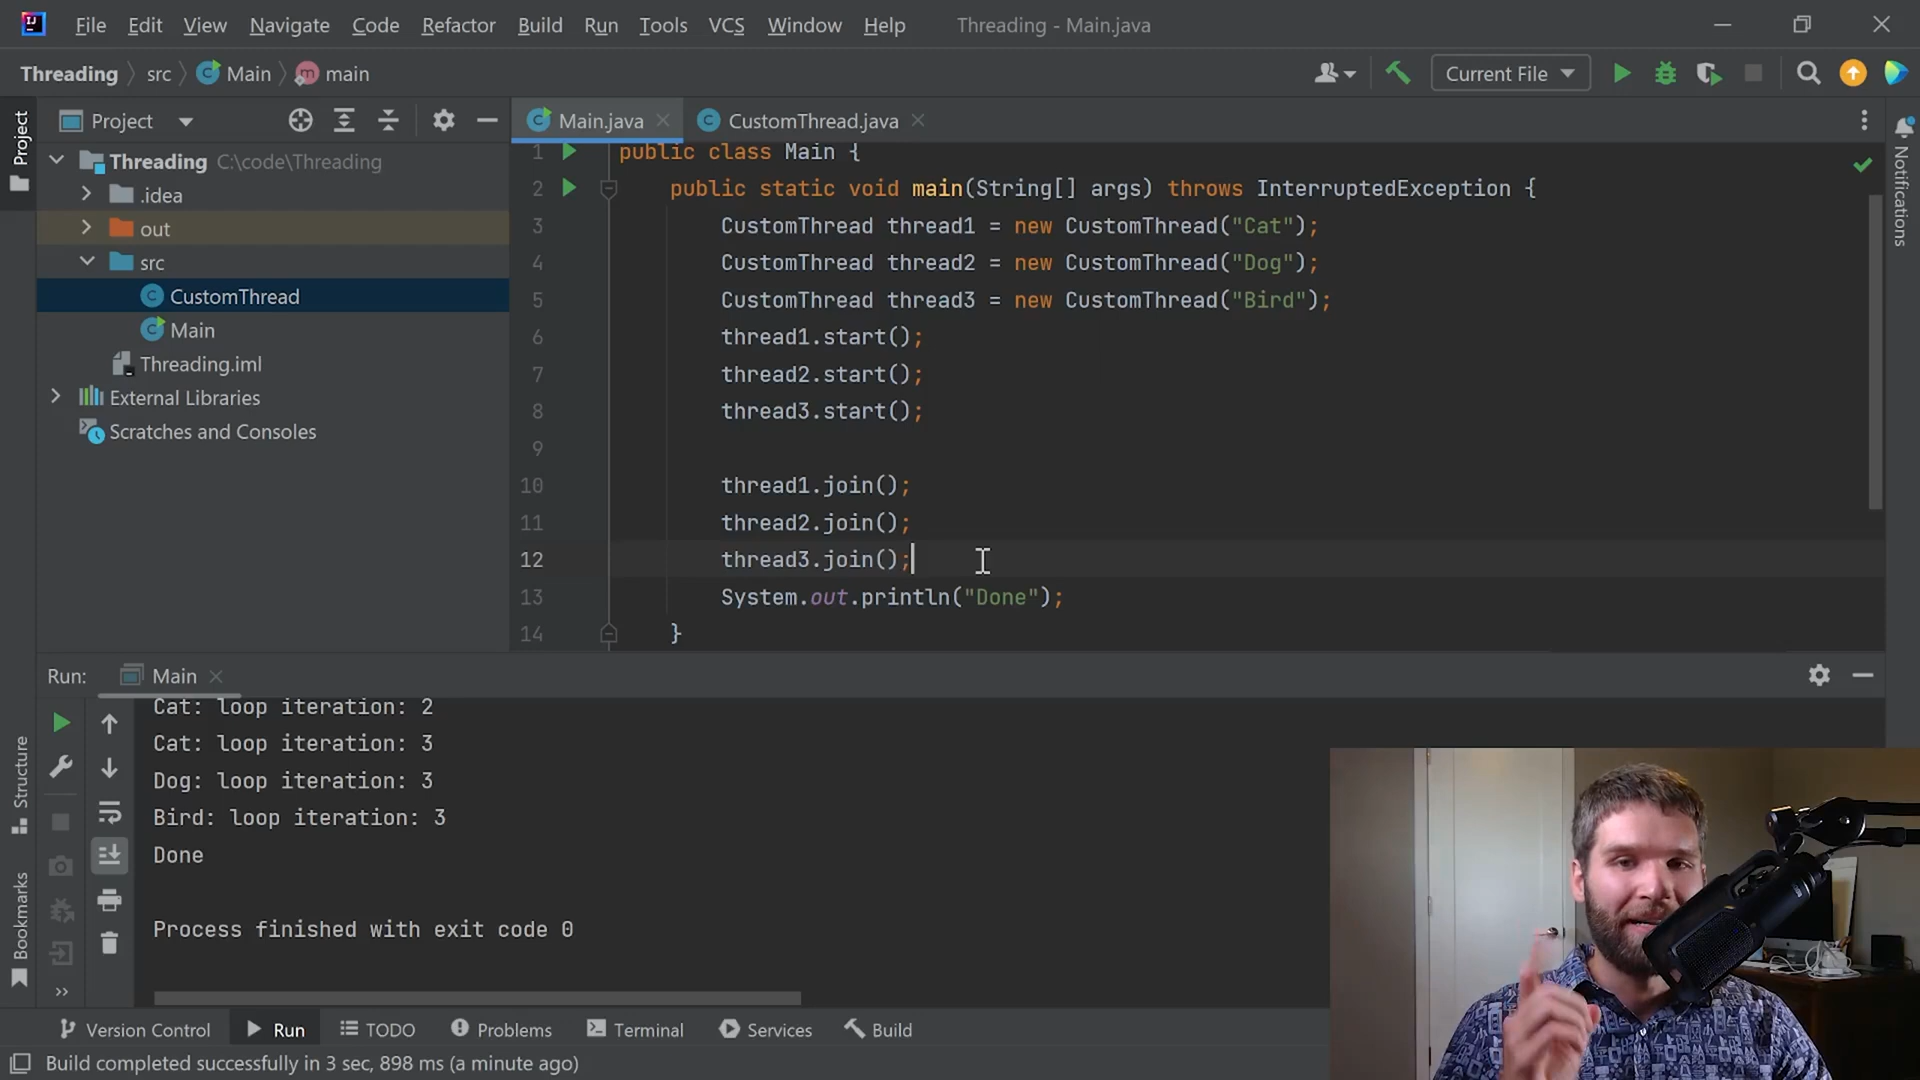 File Edit View Navigate Code Refactor Build Run Tools VCS Window Help Threading - Main.java
Threading src Main main Current File
Project Main.java CustomThread.java
Project
Notifications
Threading C:\code\Threading
.idea
out
src
CustomThread
Main
Threading.iml
External Libraries
Scratches and Consoles
1 public class Main {
2 public static void main(String[] args) throws InterruptedException {
3 CustomThread thread1 = new CustomThread("Cat");
4 CustomThread thread2 = new CustomThread("Dog");
5 CustomThread thread3 = new CustomThread("Bird");
6 thread1.start();
7 thread2.start();
8 thread3.start();
9
10 thread1.join();
11 thread2.join();
12 thread3.join();
13 System.out.println("Done");
14 }
Run: Main
Cat: loop iteration: 2
Cat: loop iteration: 3
Dog: loop iteration: 3
Bird: loop iteration: 3
Done
Process finished with exit code 0
Structure
Bookmarks
Version Control Run TODO Problems Terminal Services Build
Build completed successfully in 3 sec, 898 ms (a minute ago)